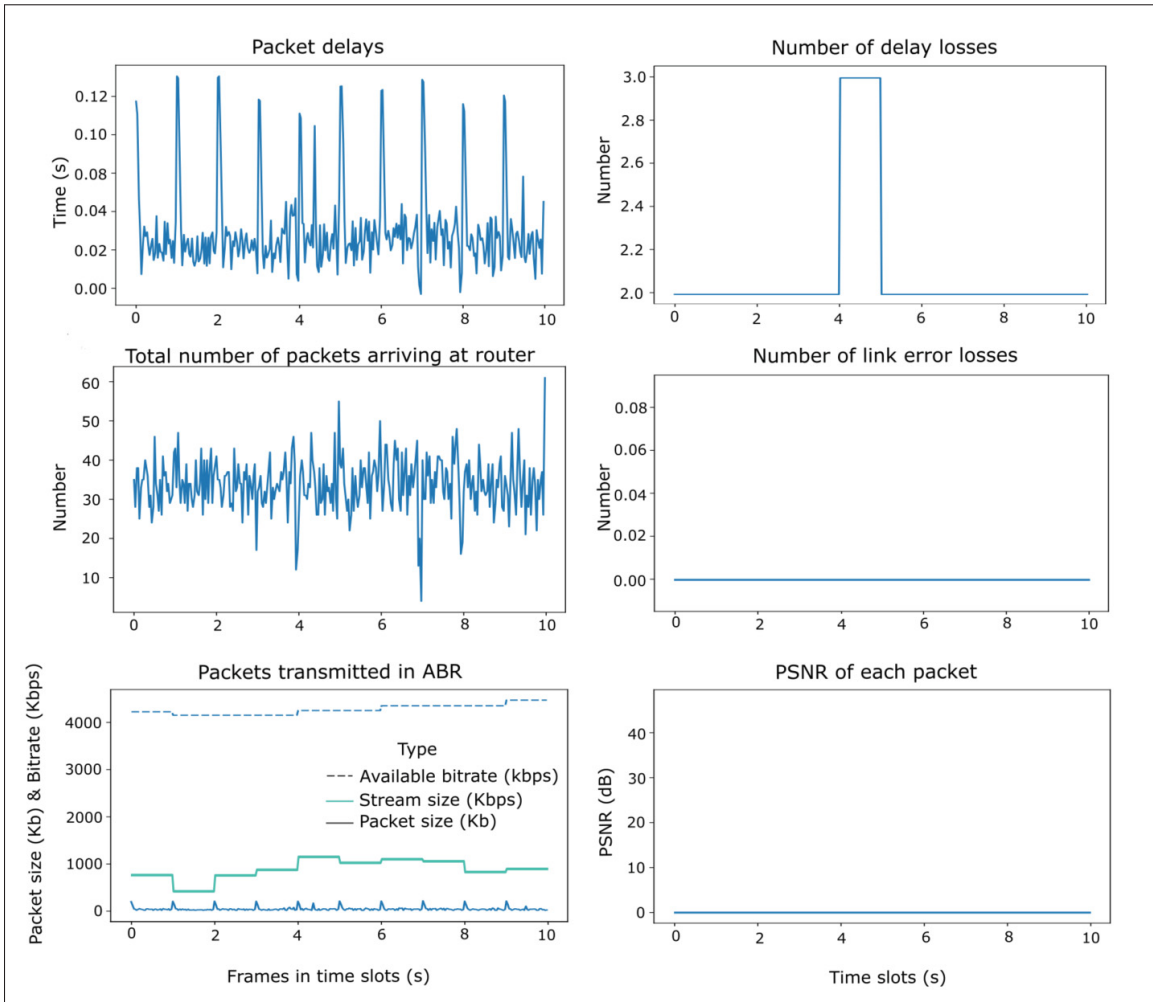 Packet delays
Time (s)
0.12
0.10
0.08
0.04
0.02
0.00
0 2 4 6 8 10
Number of delay losses
Number
3.0
2.8
2.6
2.4
2.2
2.0
0 2 4 6 8 10
Total number of packets arriving at router
Number
60
50
40
30
20
10
0 2 4 6 8 10
Number of link error losses
Number
0.08
0.06
0.04
0.02
0.00
0 2 4 6 8 10
Packets transmitted in ABR
Packet size (Kb) & Bitrate (Kbps)
4000
3000
2000
1000
0
Type
Available bitrate (kbps)
Stream size (Kbps)
Packet size (Kb)
0 2 4 6 8 10
Frames in time slots (s)
PSNR of each packet
PSNR (dB)
40
30
20
10
0
0 2 4 6 8 10
Time slots (s)